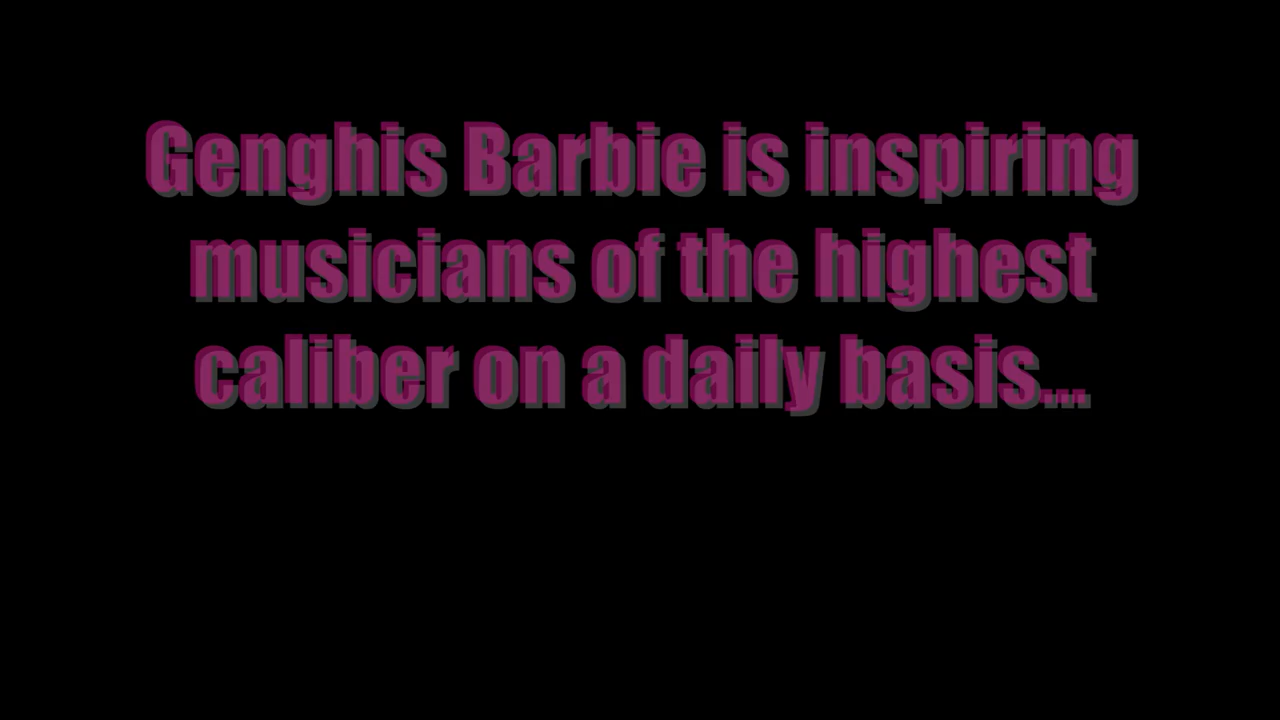 Genghis Barbie is inspiring
musicians of the highest
caliber on a daily basis...